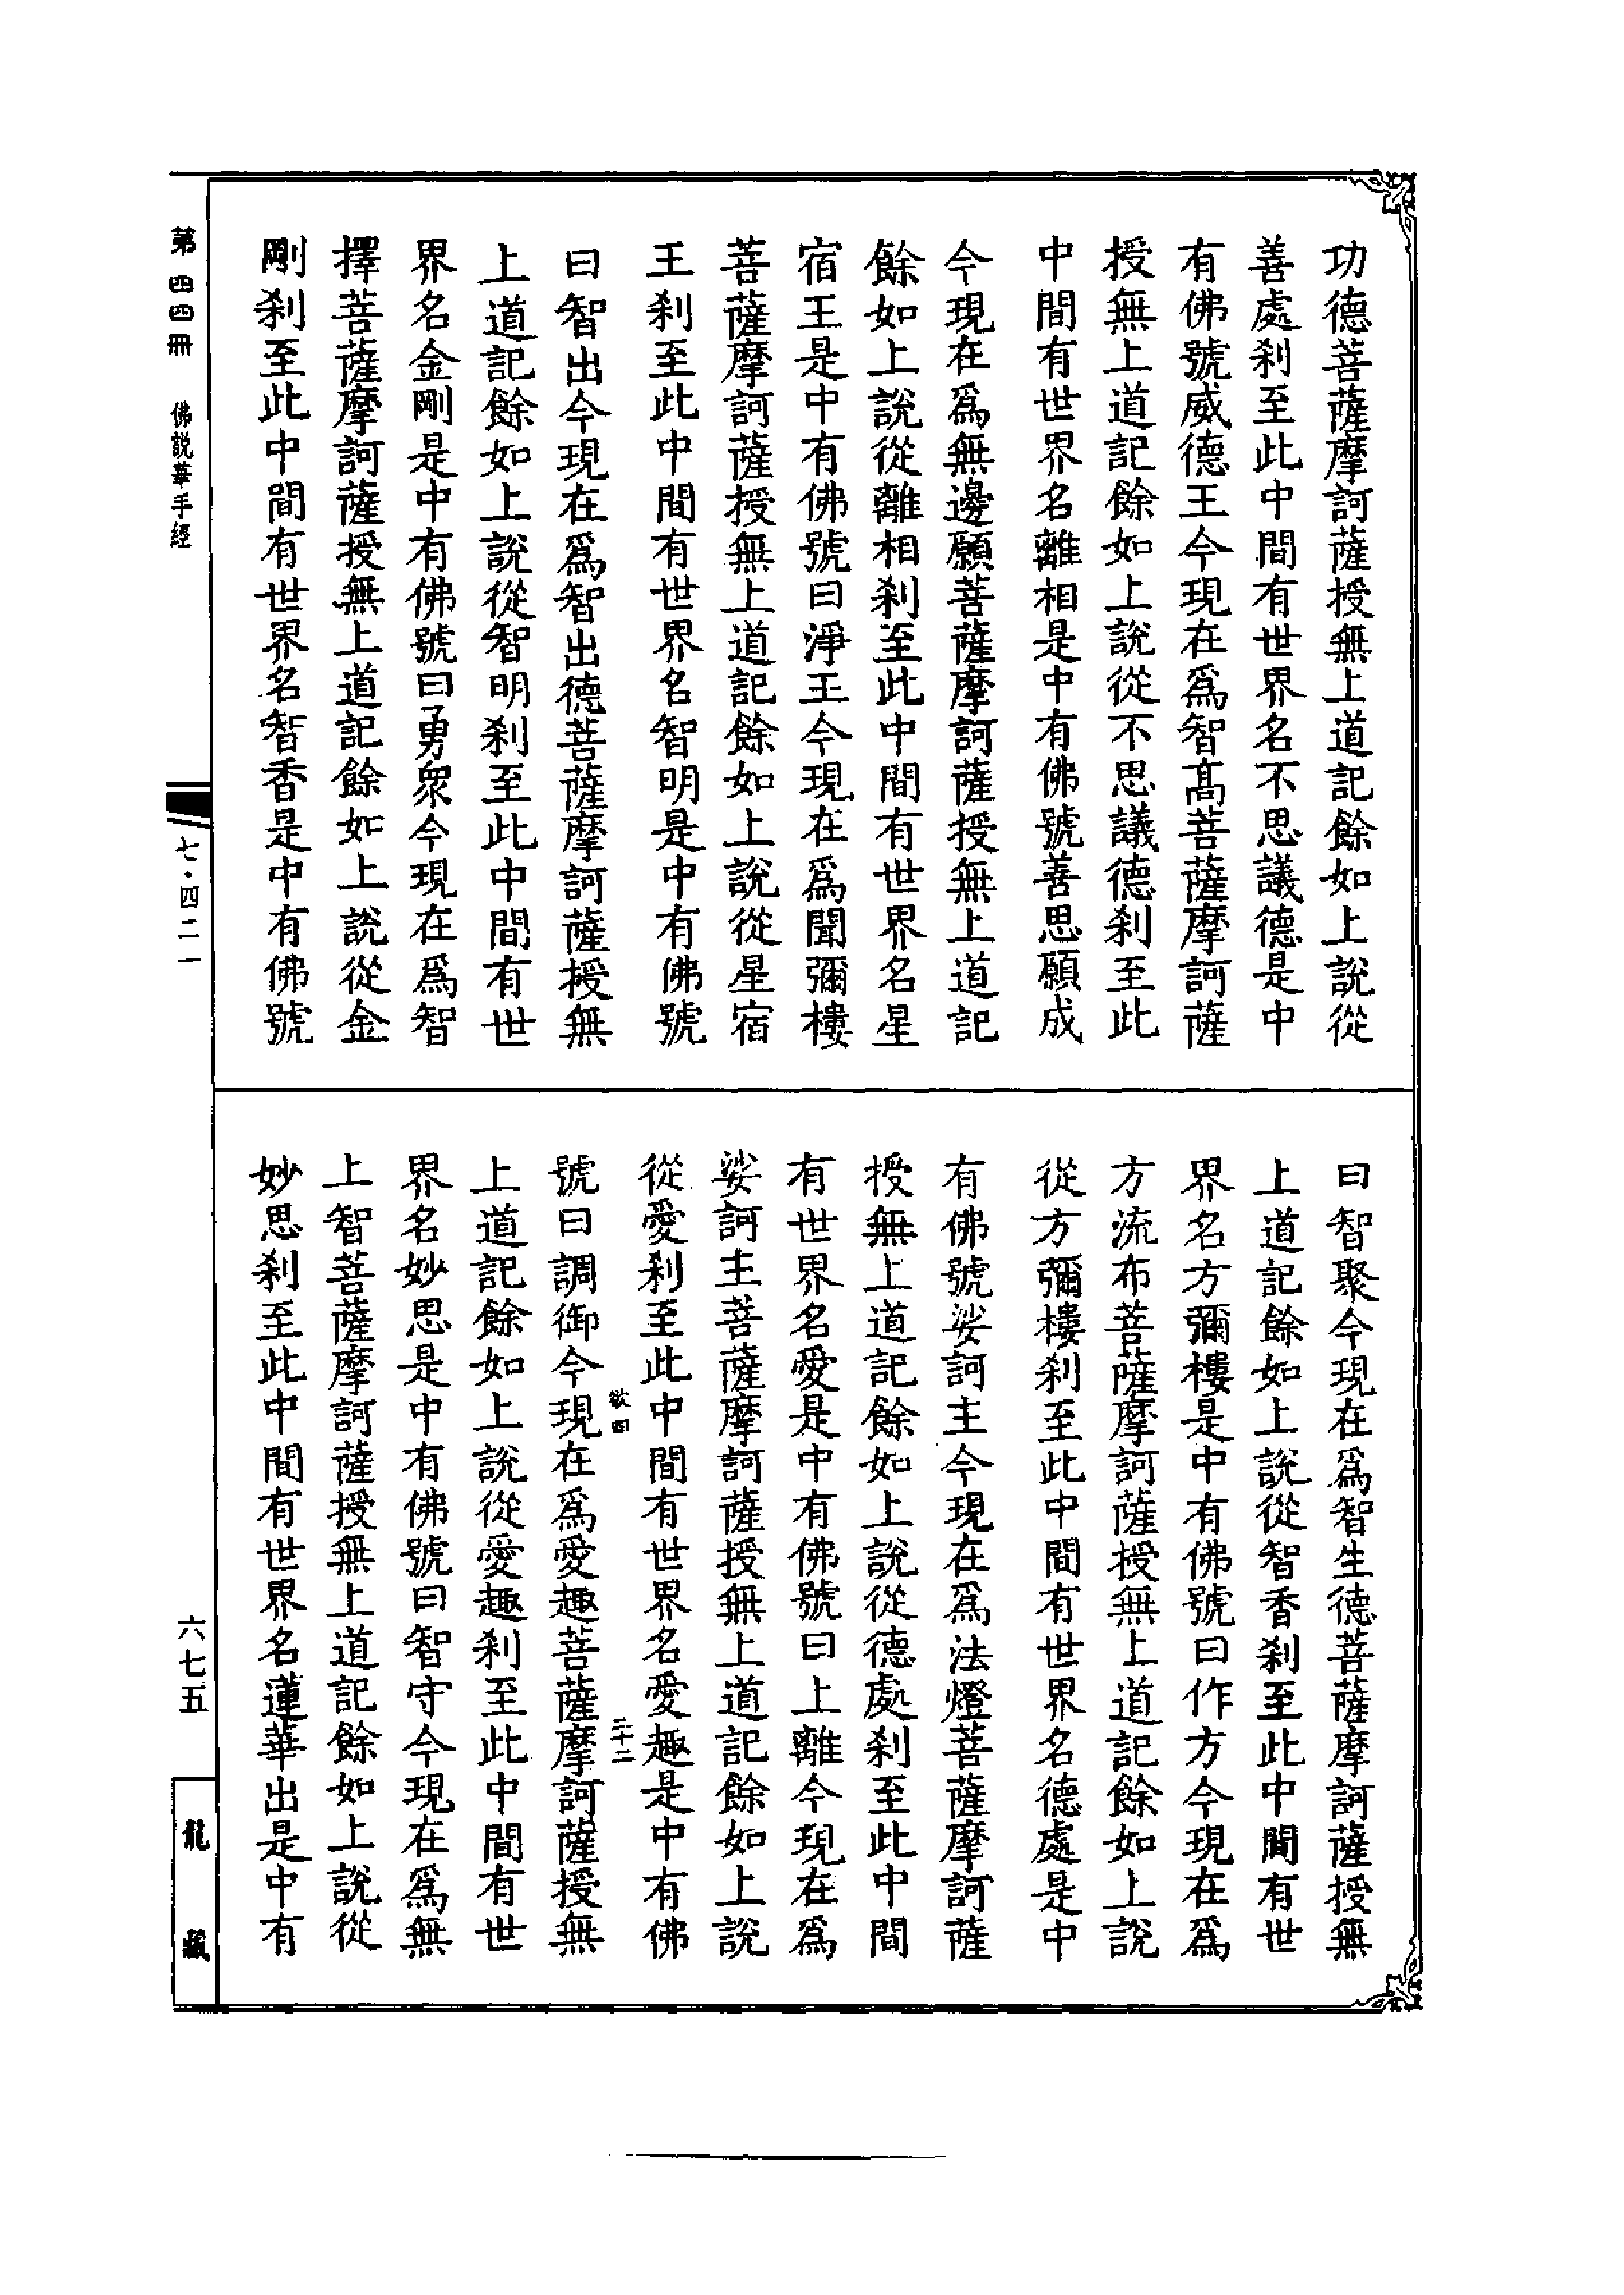 功德菩薩摩訶薩授無上道記餘如上說從
善處刹至此中間有世界名不思議德是中
有佛號威德王今現在爲智髙菩薩摩訶薩
授無上道記餘如上說從不思議德刹至此
中間有世界名離相是中有佛號善思願成
今現在爲無邊願菩薩摩訶薩授無上道記
餘如上說從離相刹至此中間有世界名星
宿王是中有佛號曰淨王今現在爲聞彌樓
菩薩摩訶薩授無上道記餘如上說從星宿
王刹至此中間有世界名智明是中有佛號
曰智出今現在爲智出德菩薩摩訶薩授無
上道記餘如上說從智明刹至此中間有世
界名金剛是中有佛號曰勇衆今現在爲智
擇菩薩摩訶薩授無上道記餘如上說從金
剛刹至此中間有世界名智香是中有佛號
曰智聚今現在爲智生德菩薩摩訶薩授無
上道記餘如上說從智香刹至此中間有世
界名方彌樓是中有佛號曰作方今現在爲
方流布菩薩摩訶薩授無上道記餘如上說
從方彌樓刹至此中間有世界名德處是中
有佛號娑訶主今現在爲法燈菩薩摩訶薩
授無上道記餘如上說從德處刹至此中間
有世界名愛是中有佛號曰上離今現在爲
娑訶主菩薩摩訶薩授無上道記餘如上說
從愛刹至此中間有世界名愛趣是中有佛
欲四 二十二
號曰調御今現在爲愛趣菩薩摩訶薩授無
上道記餘如上說從愛趣刹至此中間有世
界名妙思是中有佛號曰智守今現在爲無
上智菩薩摩訶薩授無上道記餘如上說從
妙思刹至此中間有世界名蓮華出是中有
第四四冊 佛說華手經
七·四二一
六七五
龍藏